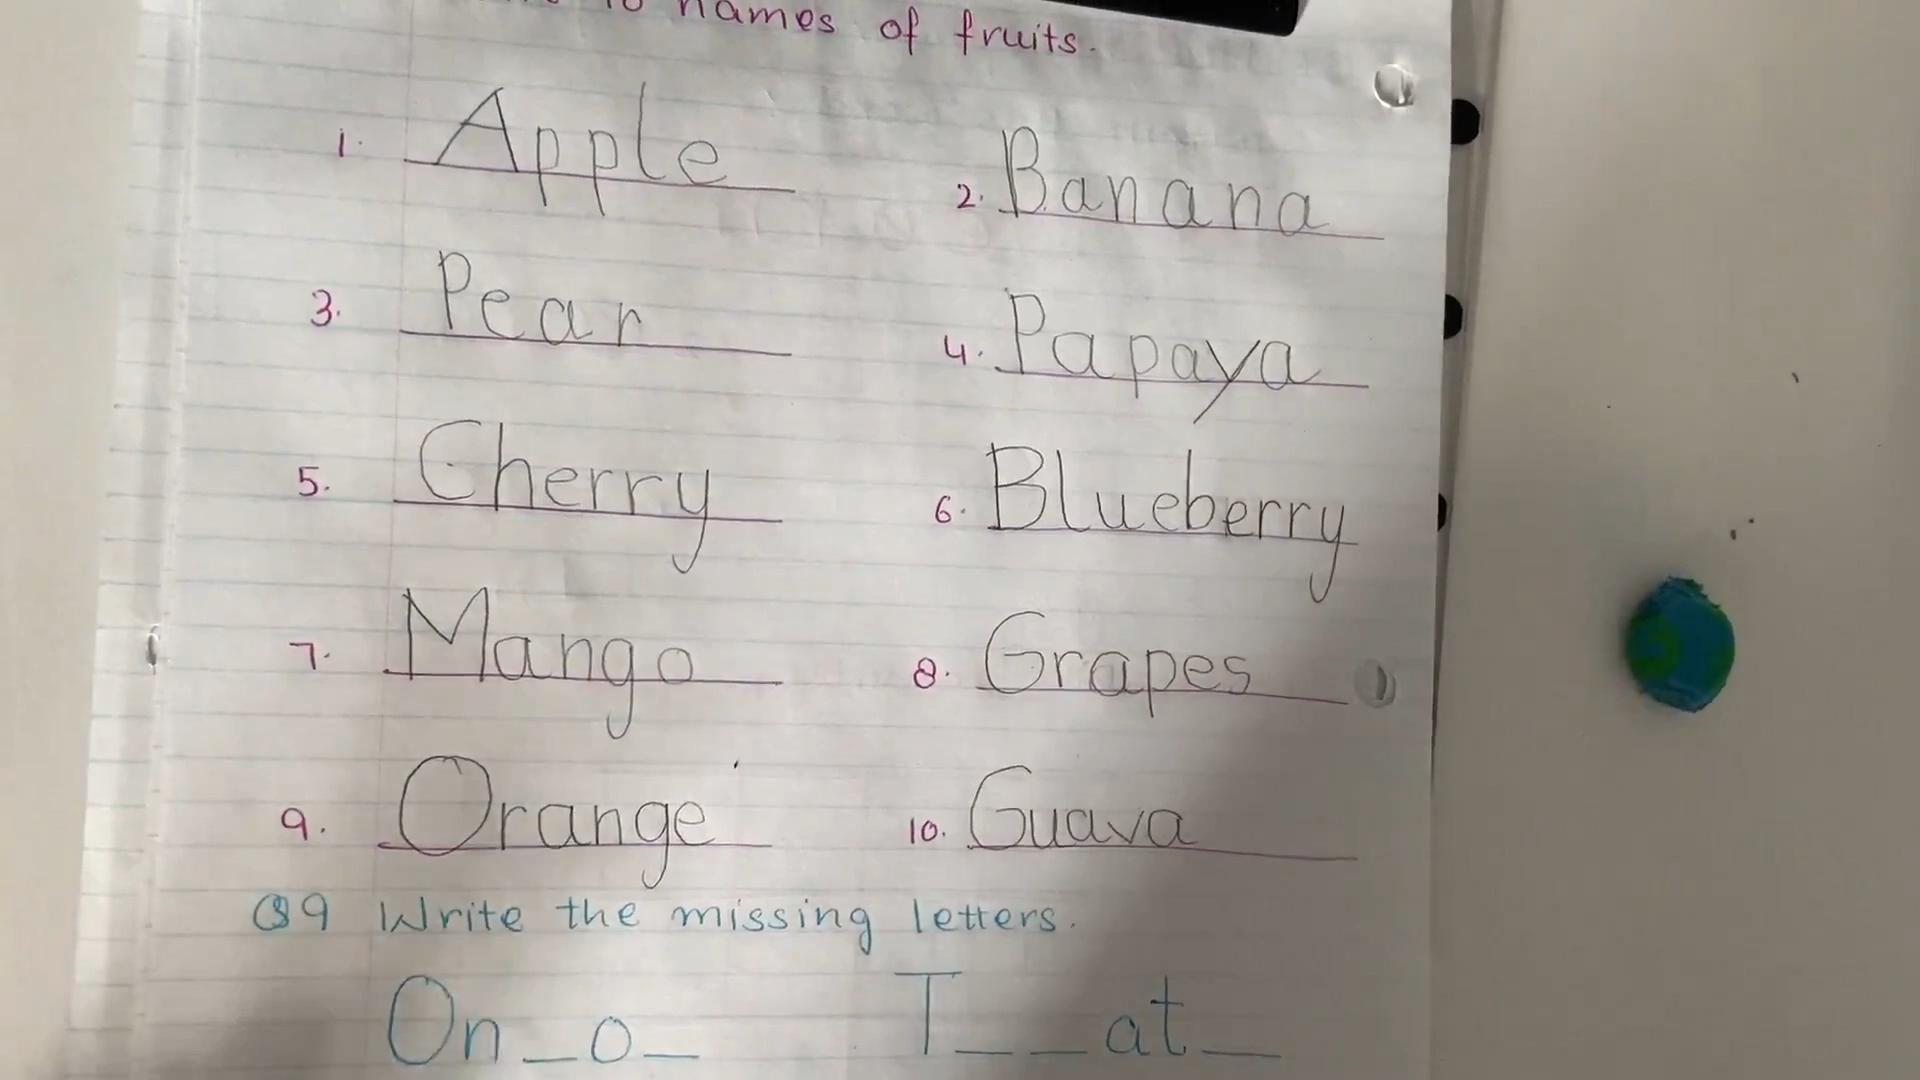 10 names of fruits.
1. Apple
2. Banana
3. Pear
4. Papaya
5. Cherry
6. Blueberry
7. Mango
8. Grapes
9. Orange
10. Guava
Q9 Write the missing letters.
On_o_ T__at_